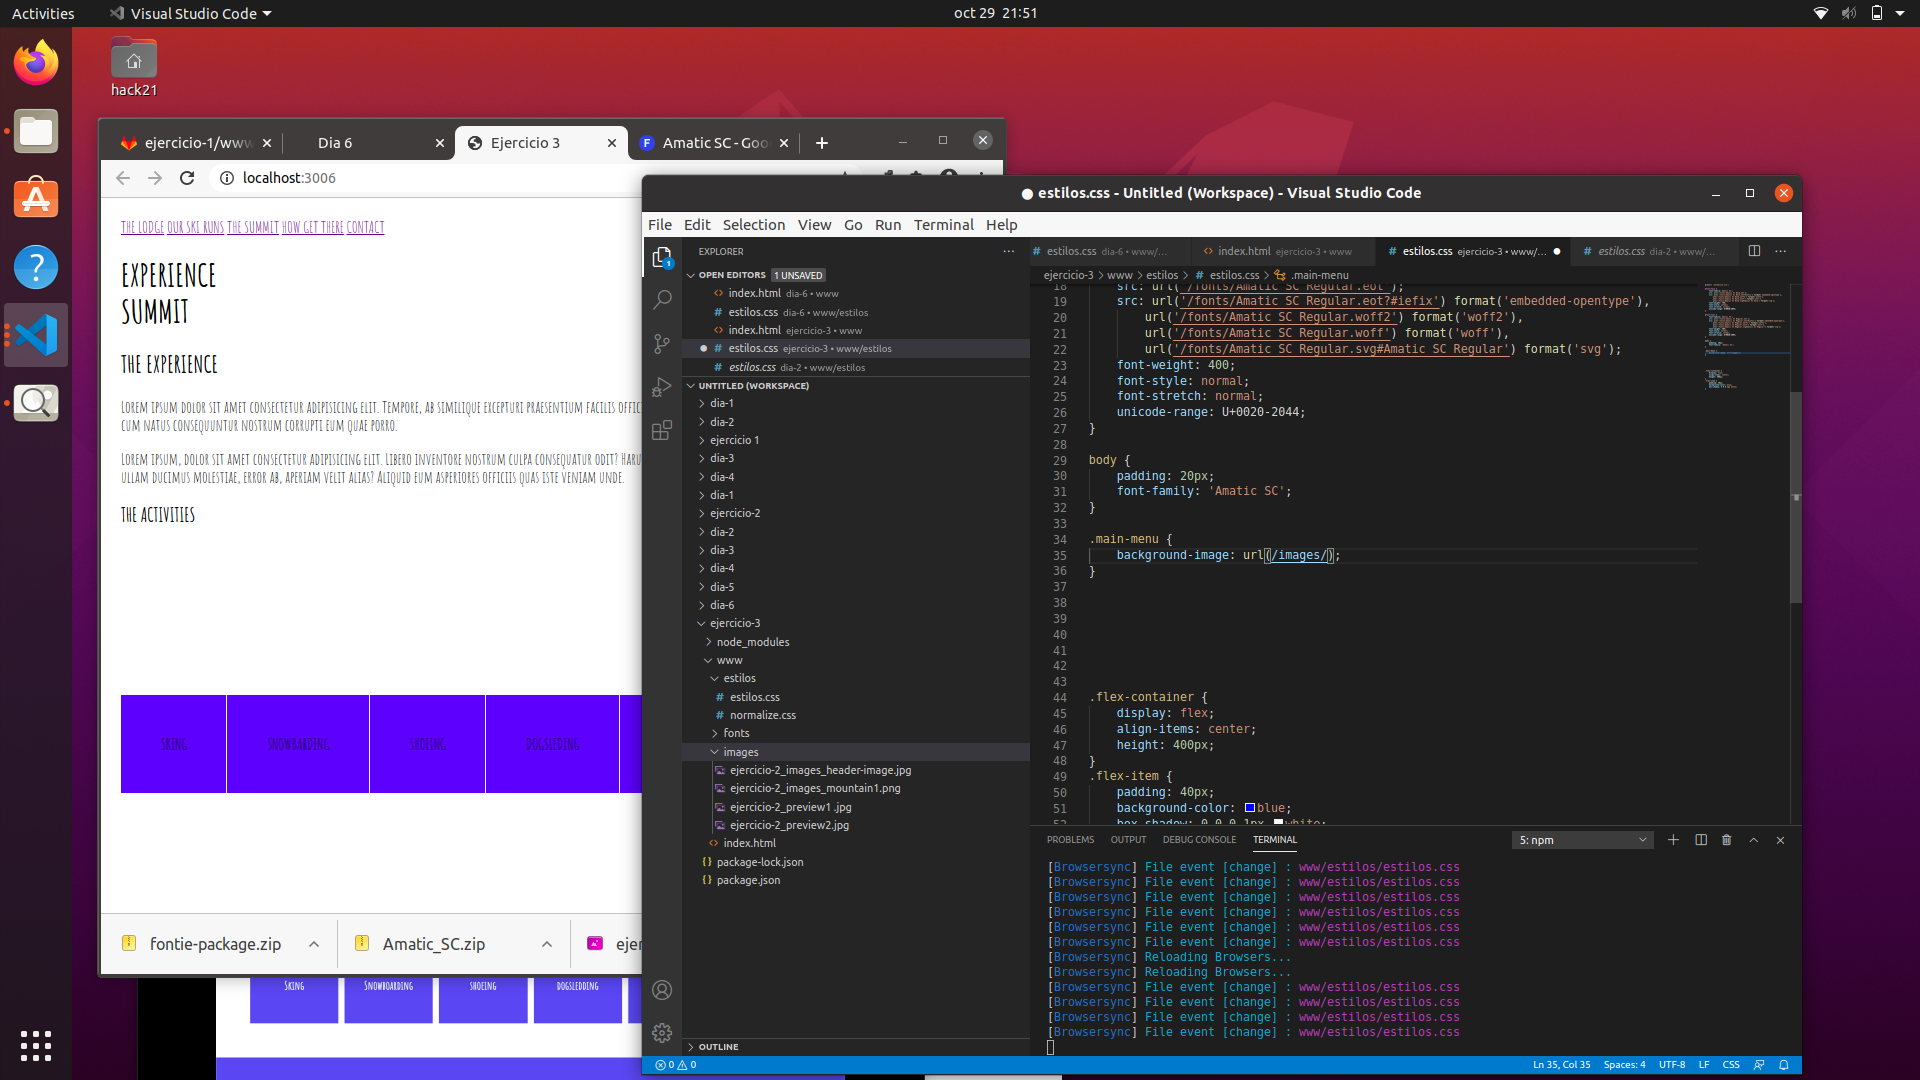 Activities
Visual Studio Code
oct 29 21:51
hack21
ejercicio-1/www
Dia 6
Ejercicio 3
Amatic SC - Goo
localhost:3006
THE LODGE OUR SKI RUNS THE SUMMIT HOW GET THERE CONTACT
EXPERIENCE
SUMMIT
THE EXPERIENCE
Lorem ipsum dolor sit amet consectetur adipisicing elit. Tempore, ab similique excepturi praesentium facilis offic
cum natus consequuntur nostrum corrupti eum quae porro.
Lorem ipsum, dolor sit amet consectetur adipisicing elit. Libero inventore nostrum culpa consequatur odit? Haru
ullam ducimus molestiae, error ab, aperiam velit alias? Aliquid eum asperiores officiis quas iste veniam unde.
THE ACTIVITIES
SKING
SNOWBARDING
SHOEING
DOGSLEDING
fontie-package.zip
Amatic_SC.zip
ejer
Sking
Snowboarding
shoeing
dogsledding
estilos.css - Untitled (Workspace) - Visual Studio Code
File Edit Selection View Go Run Terminal Help
EXPLORER
OPEN EDITORS 1 UNSAVED
index.html dia-6 • www
estilos.css dia-6 • www/estilos
index.html ejercicio-3 • www
estilos.css ejercicio-3 • www/estilos
estilos.css dia-2 • www/estilos
UNTITLED (WORKSPACE)
dia-1
dia-2
ejercicio 1
dia-3
dia-4
dia-1
ejercicio-2
dia-2
dia-3
dia-4
dia-5
dia-6
ejercicio-3
node_modules
www
estilos
estilos.css
normalize.css
fonts
images
ejercicio-2_images_header-image.jpg
ejercicio-2_images_mountain1.png
ejercicio-2_preview1 .jpg
ejercicio-2_preview2.jpg
index.html
package-lock.json
package.json
OUTLINE
estilos.css dia-6 • www/...
index.html ejercicio-3 • www
estilos.css ejercicio-3 • www/...
estilos.css dia-2 • www/...
ejercicio-3 > www > estilos > # estilos.css > .main-menu
18 src: url('/fonts/Amatic SC Regular.eot');
19 src: url('/fonts/Amatic SC Regular.eot?#iefix') format('embedded-opentype'),
20 url('/fonts/Amatic SC Regular.woff2') format('woff2'),
21 url('/fonts/Amatic SC Regular.woff') format('woff'),
22 url('/fonts/Amatic SC Regular.svg#Amatic SC Regular') format('svg');
23 font-weight: 400;
24 font-style: normal;
25 font-stretch: normal;
26 unicode-range: U+0020-2044;
27 }
28
29 body {
30 padding: 20px;
31 font-family: 'Amatic SC';
32 }
33
34 .main-menu {
35 background-image: url(/images/);
36 }
37
38
39
40
41
42
43
44 .flex-container {
45 display: flex;
46 align-items: center;
47 height: 400px;
48 }
49 .flex-item {
50 padding: 40px;
51 background-color: blue;
52 box-shadow: 0 0 0 1px white;
PROBLEMS OUTPUT DEBUG CONSOLE TERMINAL
5: npm
[Browsersync] File event [change] : www/estilos/estilos.css
[Browsersync] File event [change] : www/estilos/estilos.css
[Browsersync] File event [change] : www/estilos/estilos.css
[Browsersync] File event [change] : www/estilos/estilos.css
[Browsersync] File event [change] : www/estilos/estilos.css
[Browsersync] File event [change] : www/estilos/estilos.css
[Browsersync] Reloading Browsers...
[Browsersync] Reloading Browsers...
[Browsersync] File event [change] : www/estilos/estilos.css
[Browsersync] File event [change] : www/estilos/estilos.css
[Browsersync] File event [change] : www/estilos/estilos.css
[Browsersync] File event [change] : www/estilos/estilos.css
0 0
Ln 35, Col 35 Spaces: 4 UTF-8 LF CSS